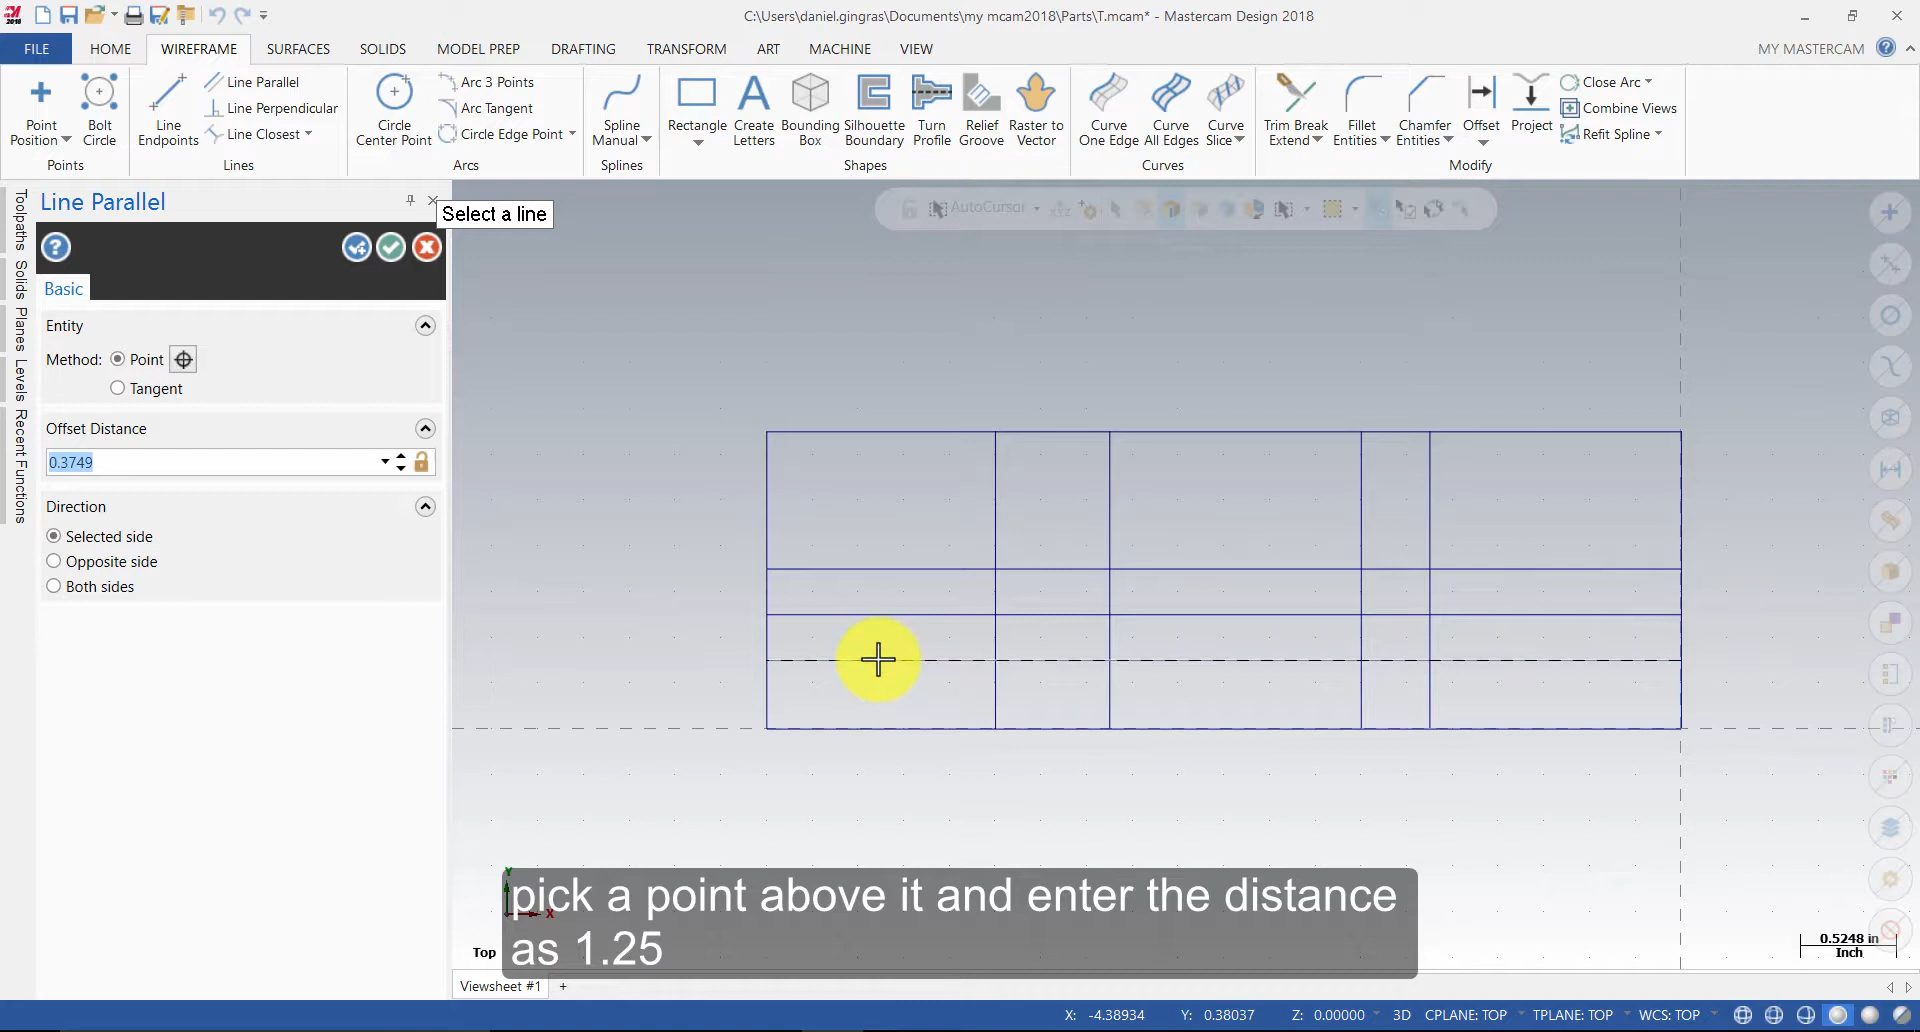 C:\Users\daniel.gingras\Documents\my mcam2018\Parts\T.mcam* - Mastercam Design 2018
FILE HOME WIREFRAME SURFACES SOLIDS MODEL PREP DRAFTING TRANSFORM ART MACHINE VIEW MY MASTERCAM
Point Position
Bolt Circle
Points
Line Endpoints
Line Parallel
Line Perpendicular
Line Closest
Lines
Circle Center Point
Arc 3 Points
Arc Tangent
Circle Edge Point
Arcs
Spline Manual
Splines
Rectangle
Create Letters
Bounding Box
Silhouette Boundary
Turn Profile
Relief Groove
Raster to Vector
Shapes
Curve One Edge
Curve All Edges
Curve Slice
Curves
Trim Break Extend
Fillet Entities
Chamfer Entities
Offset
Project
Close Arc
Combine Views
Refit Spline
Modify
Toolpaths
Solids
Planes
Levels
Recent Functions
Line Parallel
Select a line
AutoCursor
Basic
Entity
Method: Point
Tangent
Offset Distance
0.3749
Direction
Selected side
Opposite side
Both sides
Y
X
pick a point above it and enter the distance
as 1.25
Top
0.5248 in
Inch
Viewsheet #1 +
X: -4.38934 Y: 0.38037 Z: 0.00000 3D CPLANE: TOP TPLANE: TOP WCS: TOP